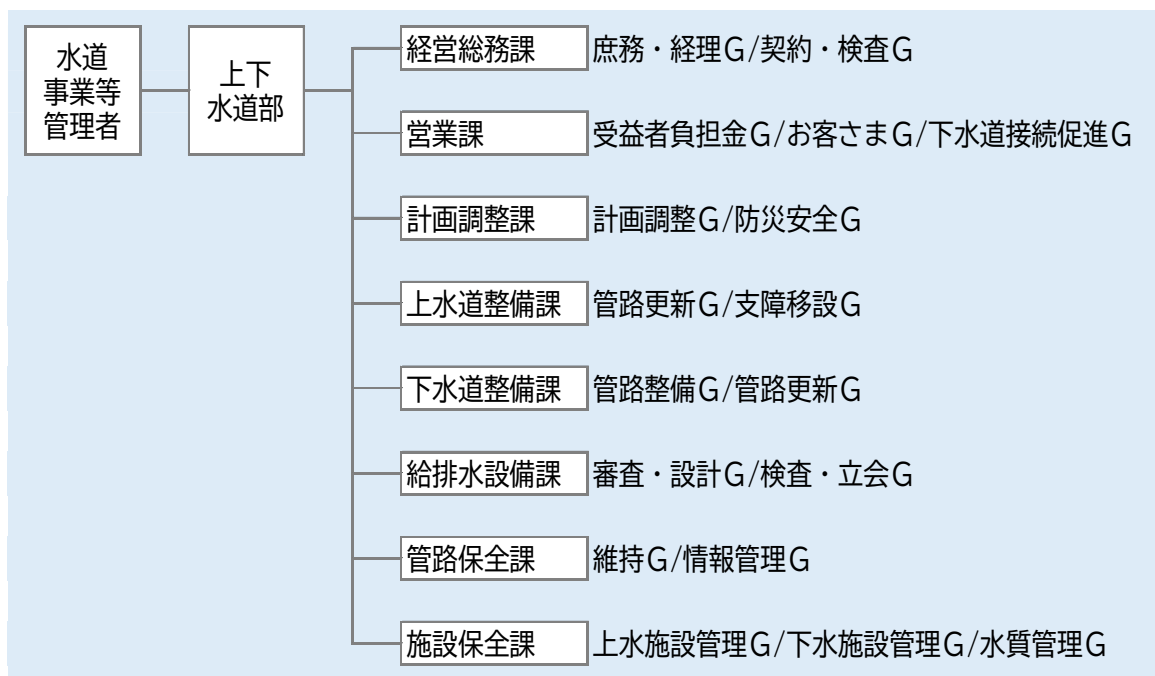 水道
事業等
管理者
上下
水道部
経営総務課 庶務・経理G/契約・検査G
営業課 受益者負担金G/お客さまG/下水道接続促進G
計画調整課 計画調整G/防災安全G
上水道整備課 管路更新G/支障移設G
下水道整備課 管路整備G/管路更新G
給排水設備課 審査・設計G/検査・立会G
管路保全課 維持G/情報管理G
施設保全課 上水施設管理G/下水施設管理G/水質管理G